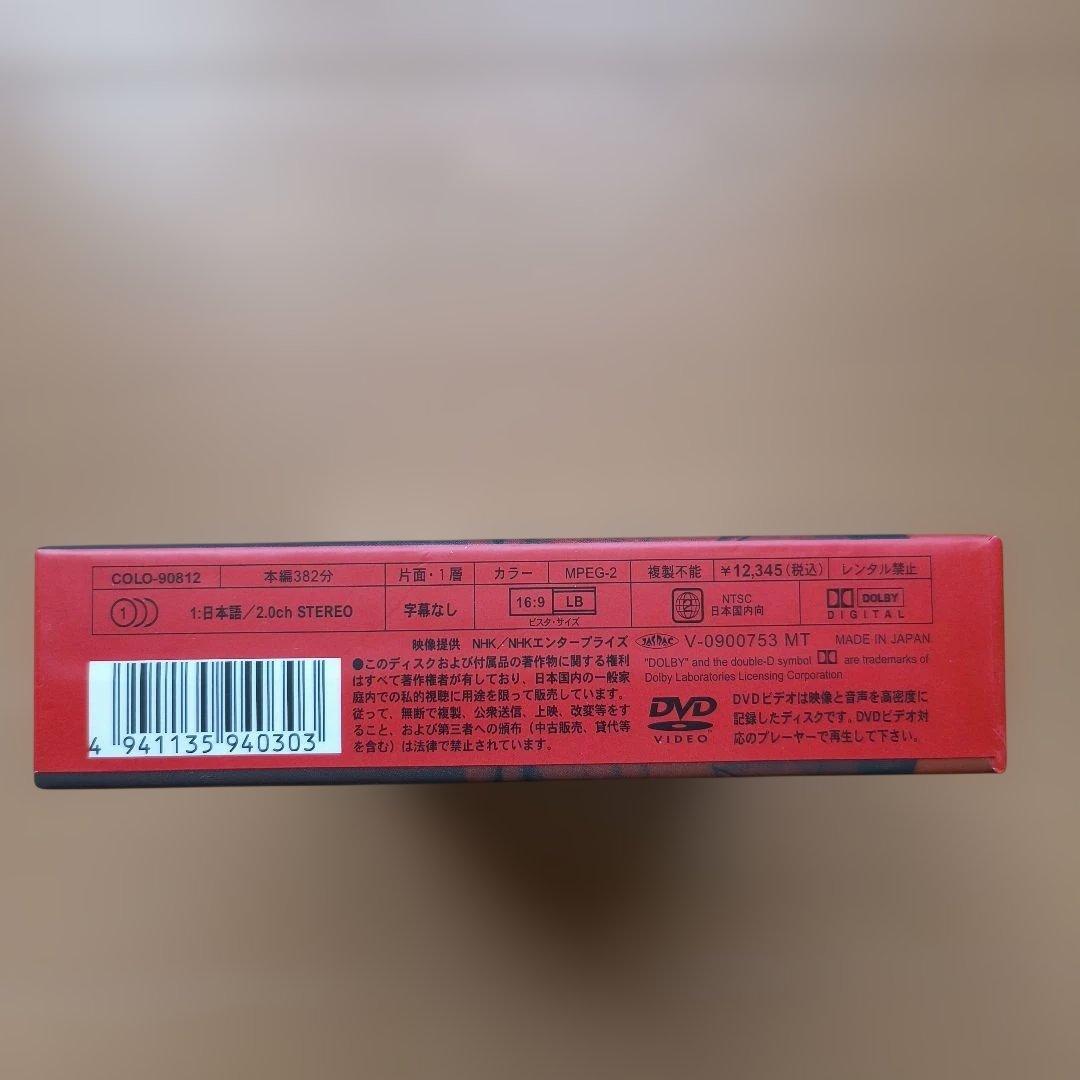 COLO-90812 本編382分 片面・1層 カラー MPEG-2 複製不能 ¥12,345(税込) レンタル禁止
1 1:日本語/2.0ch STEREO 字幕なし 16:9 LB ビスタ・サイズ 2 NTSC 日本国内向 DOLBY DIGITAL
映像提供 NHK/NHKエンタープライズ JASRAC V-0900753 MT MADE IN JAPAN
●このディスクおよび付属品の著作物に関する権利
はすべて著作権者が有しており、日本国内の一般家
庭内での私的視聴に用途を限って販売しています。
従って、無断で複製、公衆送信、上映、改変等をす
ること、および第三者への頒布(中古販売、貸代等
を含む)は法律で禁止されています。
"DOLBY" and the double-D symbol are trademarks of
Dolby Laboratories Licensing Corporation
DVD VIDEO
DVDビデオは映像と音声を高密度に
記録したディスクです。DVDビデオ対
応のプレーヤーで再生して下さい。
4 941135 940303